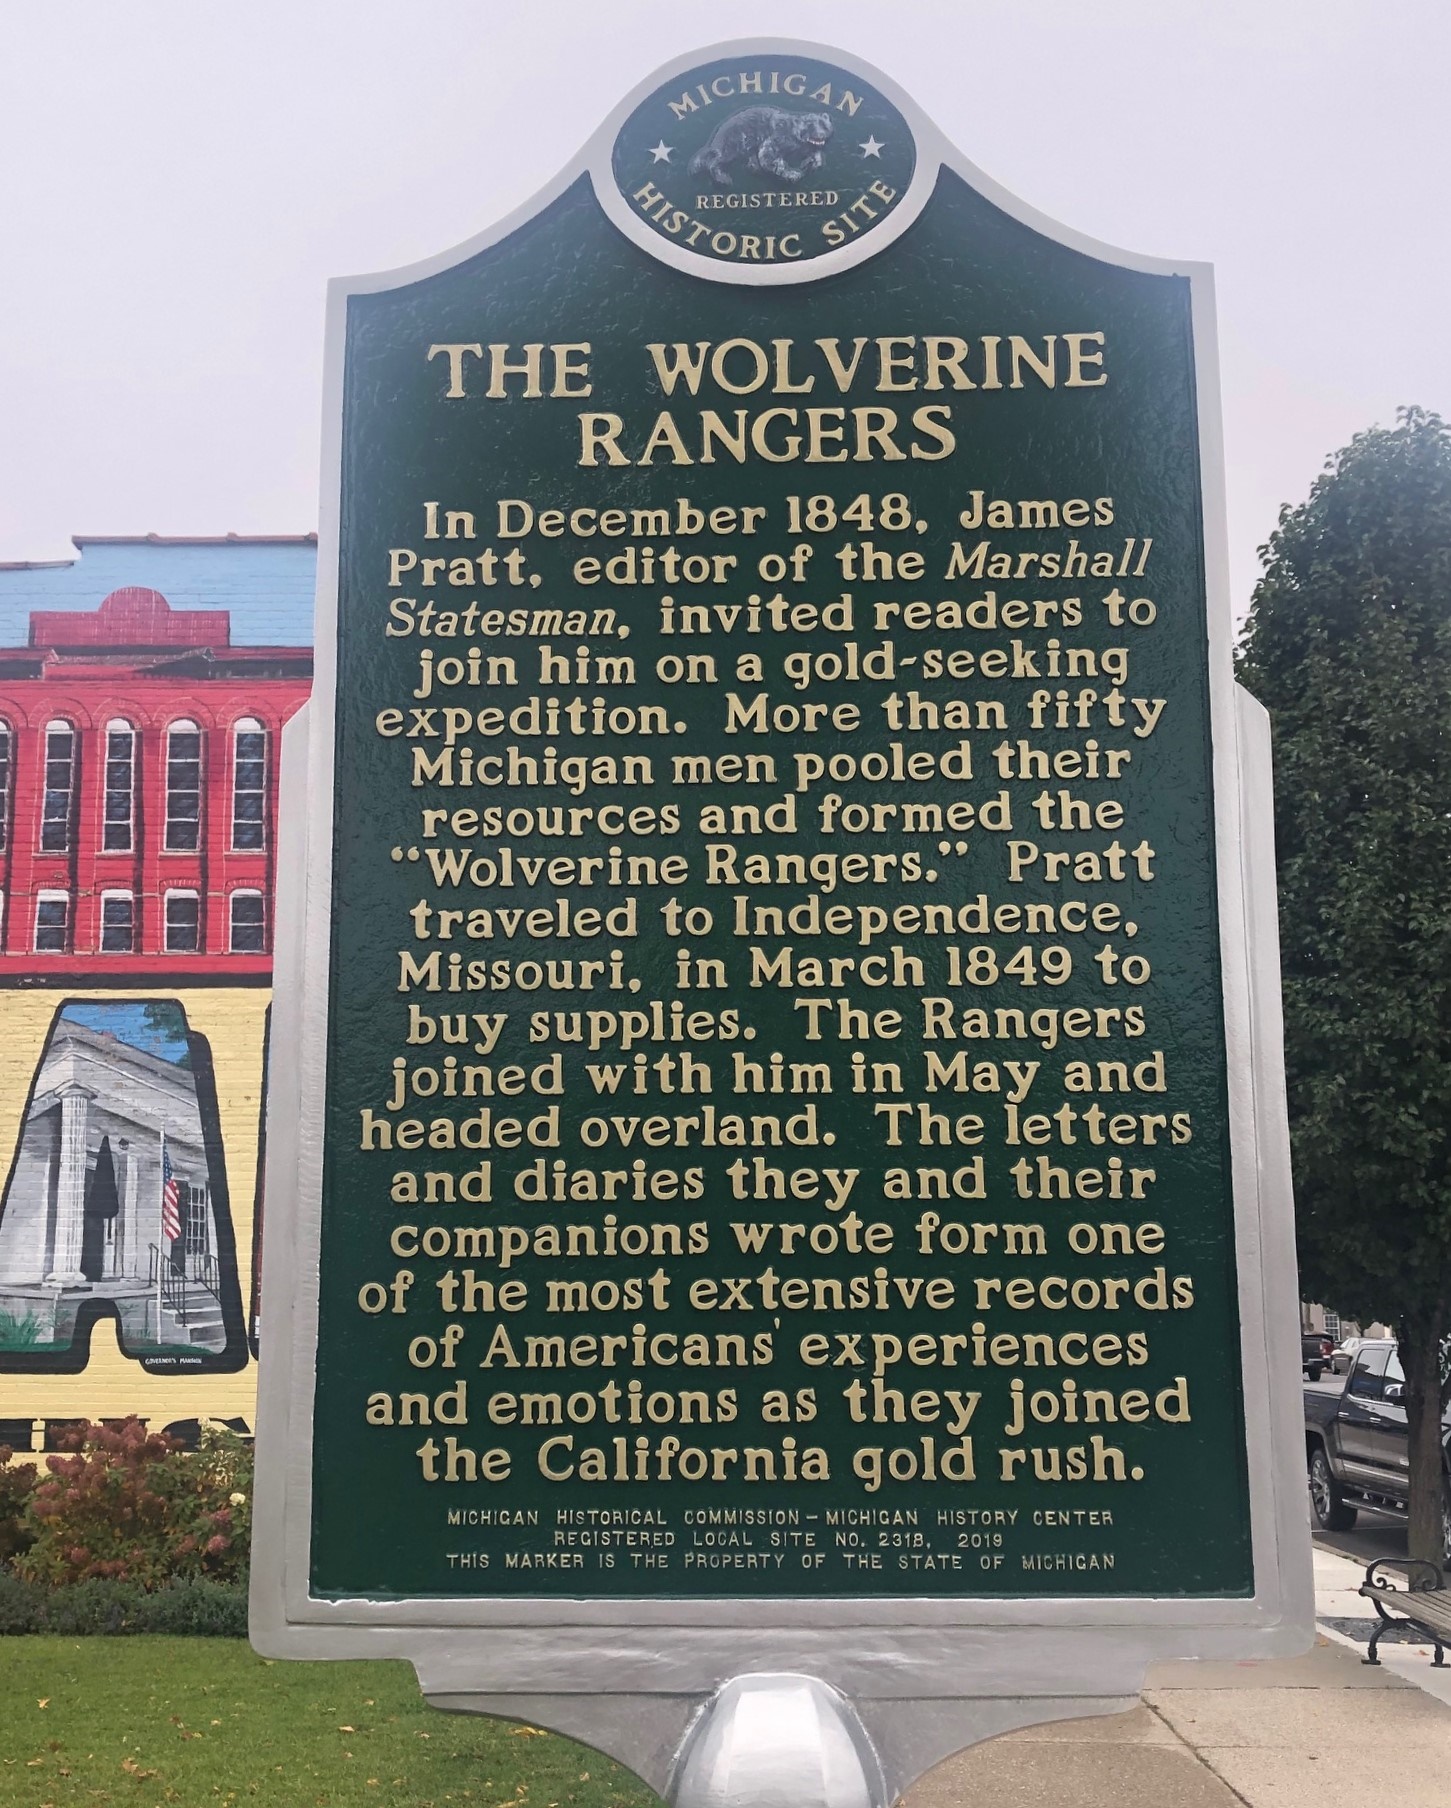 MICHIGAN
REGISTERED
HISTORIC SITE
THE WOLVERINE
RANGERS
In December 1848, James
Pratt, editor of the Marshall
Statesman, invited readers to
join him on a gold-seeking
expedition. More than fifty
Michigan men pooled their
resources and formed the
“Wolverine Rangers.” Pratt
traveled to Independence,
Missouri, in March 1849 to
buy supplies. The Rangers
joined with him in May and
headed overland. The letters
and diaries they and their
companions wrote form one
of the most extensive records
of Americans' experiences
and emotions as they joined
the California gold rush.
MICHIGAN HISTORICAL COMMISSION – MICHIGAN HISTORY CENTER
REGISTERED LOCAL SITE NO. 2318, 2019
THIS MARKER IS THE PROPERTY OF THE STATE OF MICHIGAN
A
GOVERNOR'S MANSION